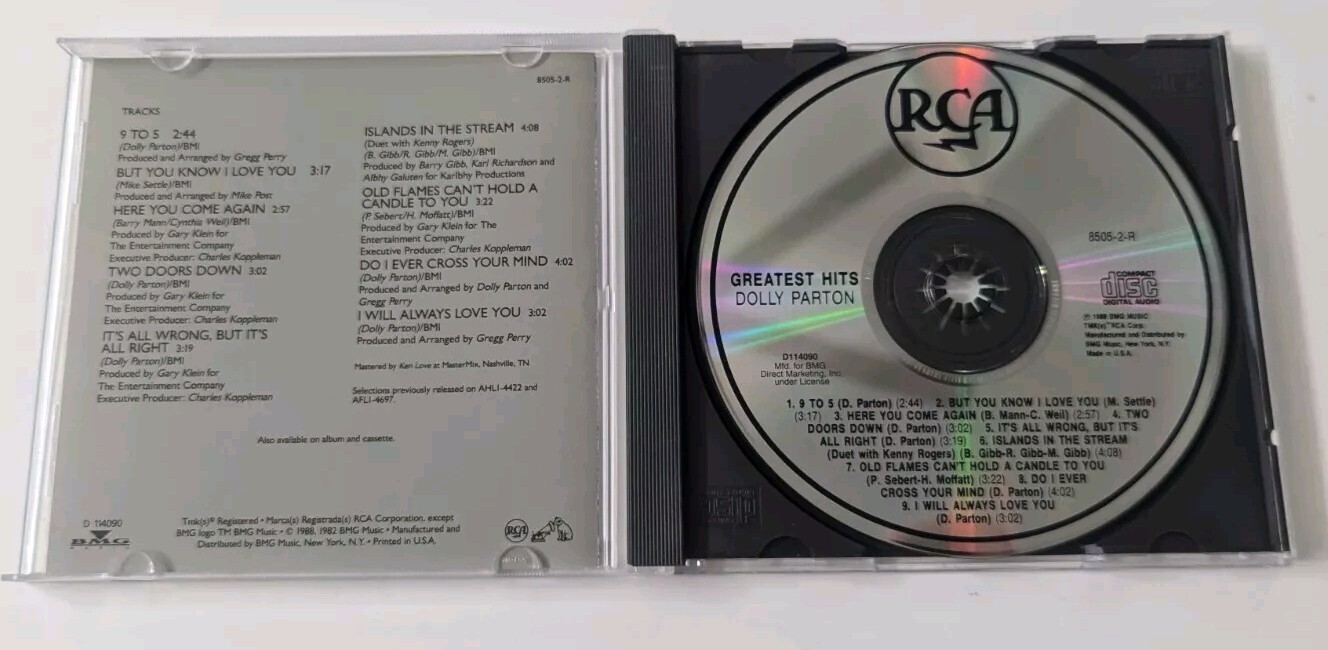 8505-2-R
TRACKS
9 TO 5 2:44
(Dolly Parton)/BMI
Produced and Arranged by Gregg Perry
BUT YOU KNOW I LOVE YOU 3:17
(Mike Settle)/BMI
Produced and Arranged by Mike Post
HERE YOU COME AGAIN 2:57
(Barry Mann/Cynthia Weil)/BMI
Produced by Gary Klein for
The Entertainment Company
Executive Producer: Charles Koppleman
TWO DOORS DOWN 3:02
(Dolly Parton)/BMI
Produced by Gary Klein for
The Entertainment Company
Executive Producer: Charles Koppleman
IT'S ALL WRONG, BUT IT'S
ALL RIGHT 3:19
(Dolly Parton)/BMI
Produced by Gary Klein for
The Entertainment Company
Executive Producer: Charles Koppleman
ISLANDS IN THE STREAM 4:08
(Duet with Kenny Rogers)
(B. Gibb/R. Gibb/M. Gibb)/BMI
Produced by Barry Gibb, Karl Richardson and
Albhy Galuten for Karlbhy Productions
OLD FLAMES CAN'T HOLD A
CANDLE TO YOU 3:22
(P. Sebert/H. Moffatt)/BMI
Produced by Gary Klein for The
Entertainment Company
Executive Producer: Charles Koppleman
DO I EVER CROSS YOUR MIND 4:02
(Dolly Parton)/BMI
Produced and Arranged by Dolly Parton and
Gregg Perry
I WILL ALWAYS LOVE YOU 3:02
(Dolly Parton)/BMI
Produced and Arranged by Gregg Perry
Mastered by Ken Love at MasterMix, Nashville, TN
Selections previously released on AHL1-4422 and
AFL1-4697.
Also available on album and cassette.
D 114090
BMG
Tmk(s)® Registered • Marca(s) Registrada(s) RCA Corporation, except
BMG logo TM BMG Music • © 1988, 1982 BMG Music • Manufactured and
Distributed by BMG Music, New York, N.Y. • Printed in U.S.A.
RCA
RCA
8505-2-R
GREATEST HITS
DOLLY PARTON
COMPACT
disc
DIGITAL AUDIO
℗ 1988 BMG MUSIC
TMK(s)® RCA Corp.
Manufactured and Distributed by
BMG Music, New York, N.Y.
Made in U.S.A.
D114090
Mfd. for BMG
Direct Marketing, Inc.
under License
1. 9 TO 5 (D. Parton) (2:44) 2. BUT YOU KNOW I LOVE YOU (M. Settle)
(3:17) 3. HERE YOU COME AGAIN (B. Mann-C. Weil) (2:57) 4. TWO
DOORS DOWN (D. Parton) (3:02) 5. IT'S ALL WRONG, BUT IT'S
ALL RIGHT (D. Parton) (3:19) 6. ISLANDS IN THE STREAM
(Duet with Kenny Rogers) (B. Gibb-R. Gibb-M. Gibb) (4:08)
7. OLD FLAMES CAN'T HOLD A CANDLE TO YOU
(P. Sebert-H. Moffatt) (3:22) 8. DO I EVER
CROSS YOUR MIND (D. Parton) (4:02)
9. I WILL ALWAYS LOVE YOU
(D. Parton) (3:02)